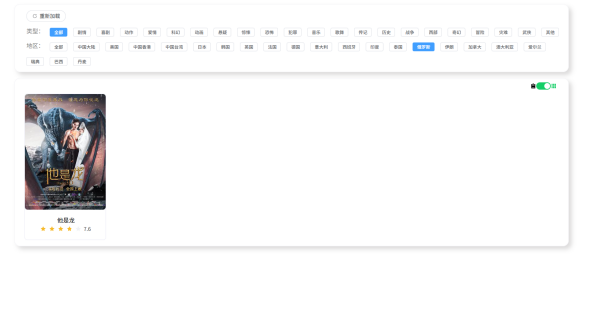 重新加载
类型: 全部 剧情 喜剧 动作 爱情 科幻 动画 悬疑 惊悚 恐怖 犯罪 音乐 歌舞 传记 历史 战争 西部 奇幻 冒险 灾难 武侠 其他
地区: 全部 中国大陆 美国 中国香港 中国台湾 日本 韩国 英国 法国 德国 意大利 西班牙 印度 泰国 俄罗斯 伊朗 加拿大 澳大利亚 爱尔兰
瑞典 巴西 丹麦
他是龙
他是龙
7.6